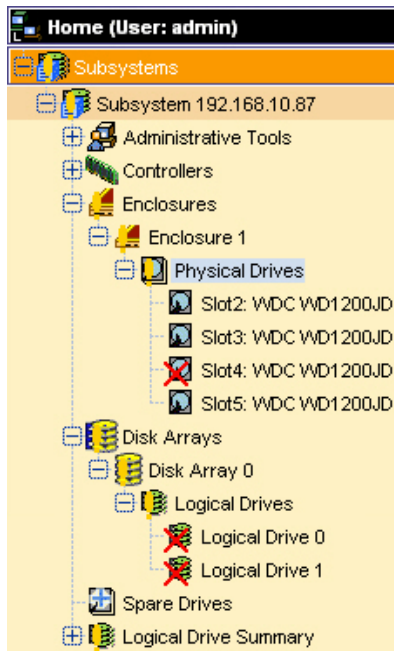 Home (User: admin)
Subsystems
Subsystem 192.168.10.87
Administrative Tools
Controllers
Enclosures
Enclosure 1
Physical Drives
Slot2: WDC WD1200JD
Slot3: WDC WD1200JD
Slot4: WDC WD1200JD
Slot5: WDC WD1200JD
Disk Arrays
Disk Array 0
Logical Drives
Logical Drive 0
Logical Drive 1
Spare Drives
Logical Drive Summary